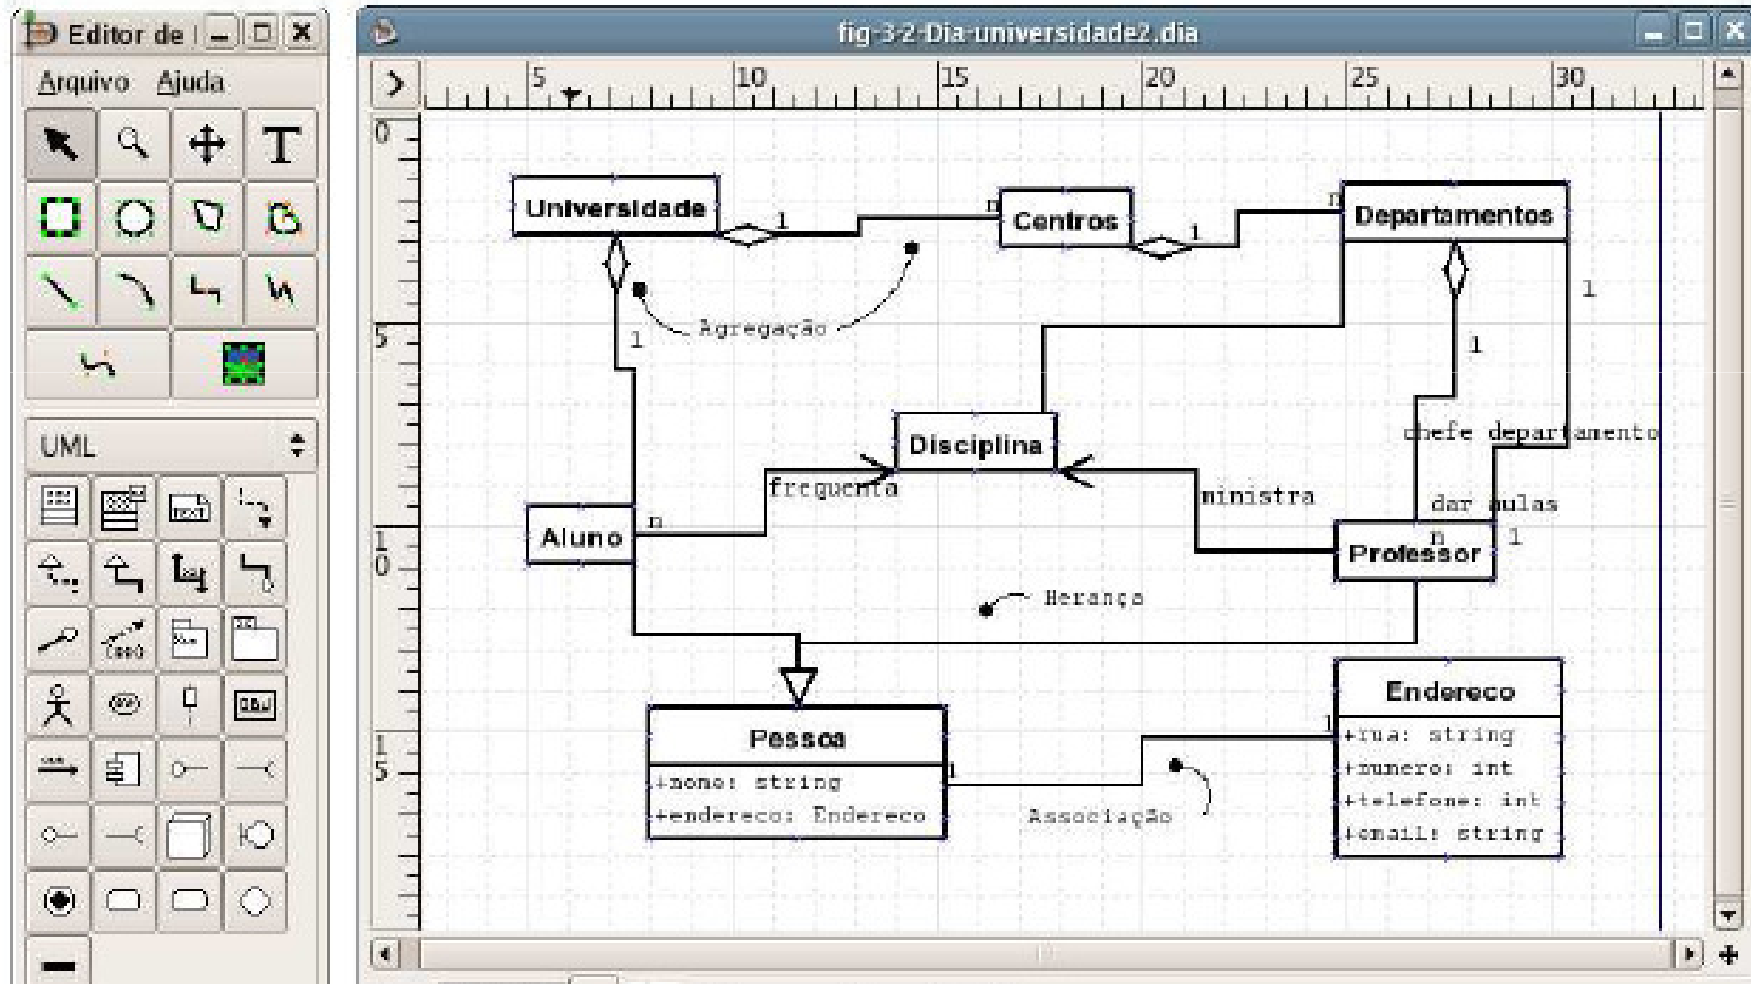 Editor de
Arquivo Ajuda
UML
fig-3-2-Dia-universidade2.dia
5 10 15 20 25 30
0
5
10
15
Universidade
1
n
Centros
1
n
Departamentos
1
Agregação
1
1
chefe departamento
Disciplina
frequenta
ministra
dar aulas
n
Aluno
n
1
Professor
Herança
Pessoa
+nome: string
+endereco: Endereco
1
Associação
1
Endereco
+rua: string
+numero: int
+telefone: int
+email: string